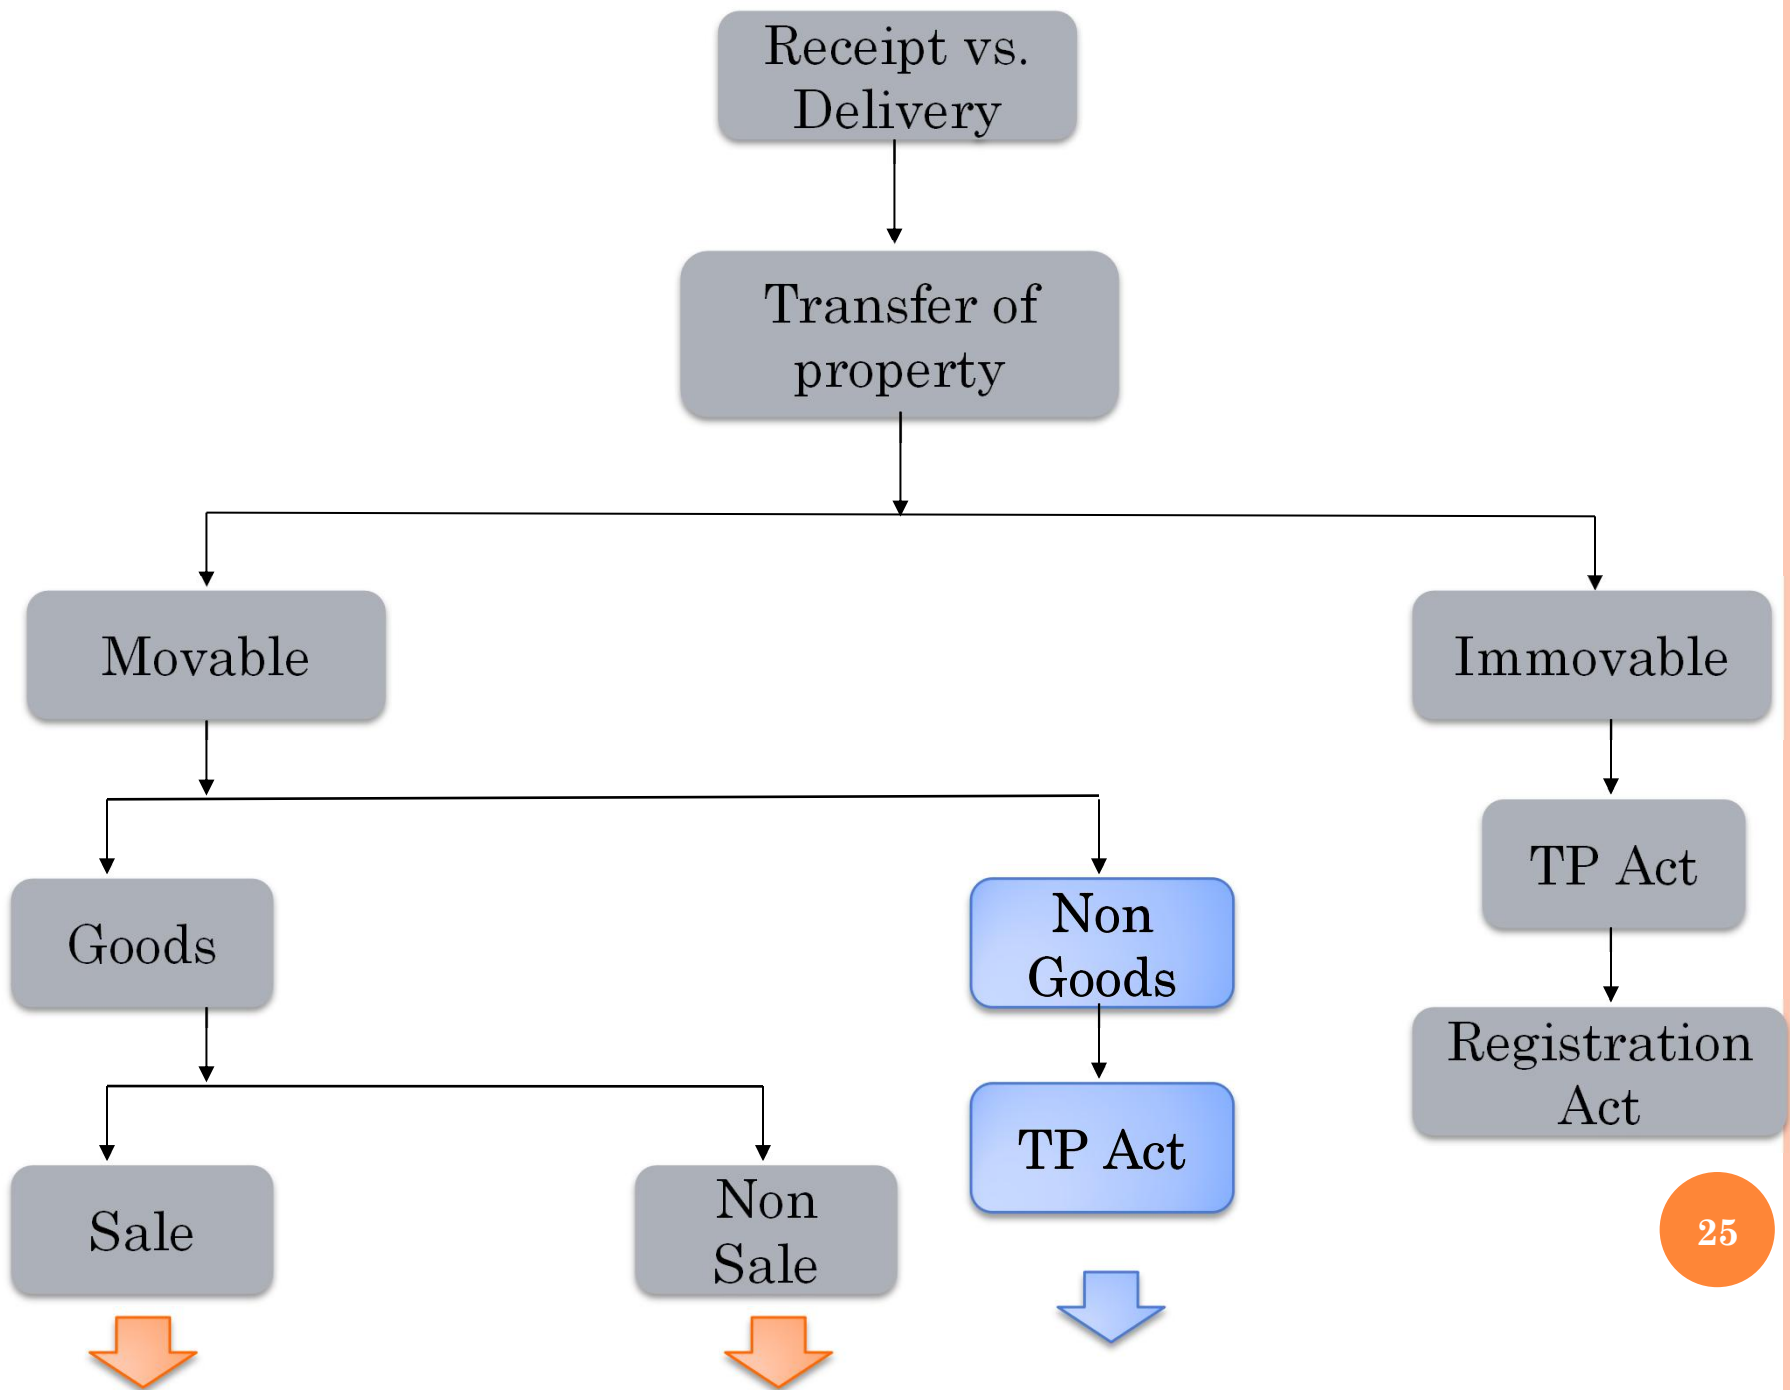 Receipt vs.
Delivery
Transfer of
property
Movable
Immovable
TP Act
Goods
Non
Goods
Registration
Act
TP Act
Sale
Non
Sale
25